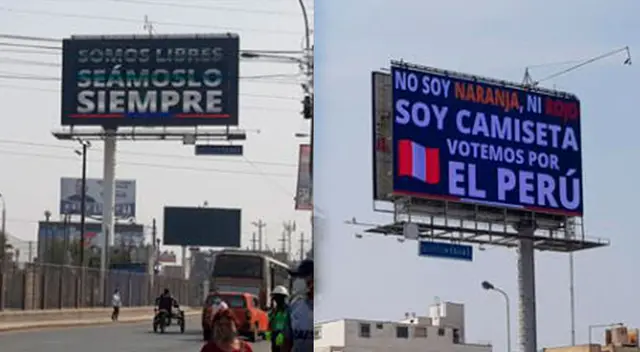 SOMOS LIBRES
SEÁMOSLO
SIEMPRE
NO SOY NARANJA, NI ROJO
SOY CAMISETA
VOTEMOS POR
EL PERÚ